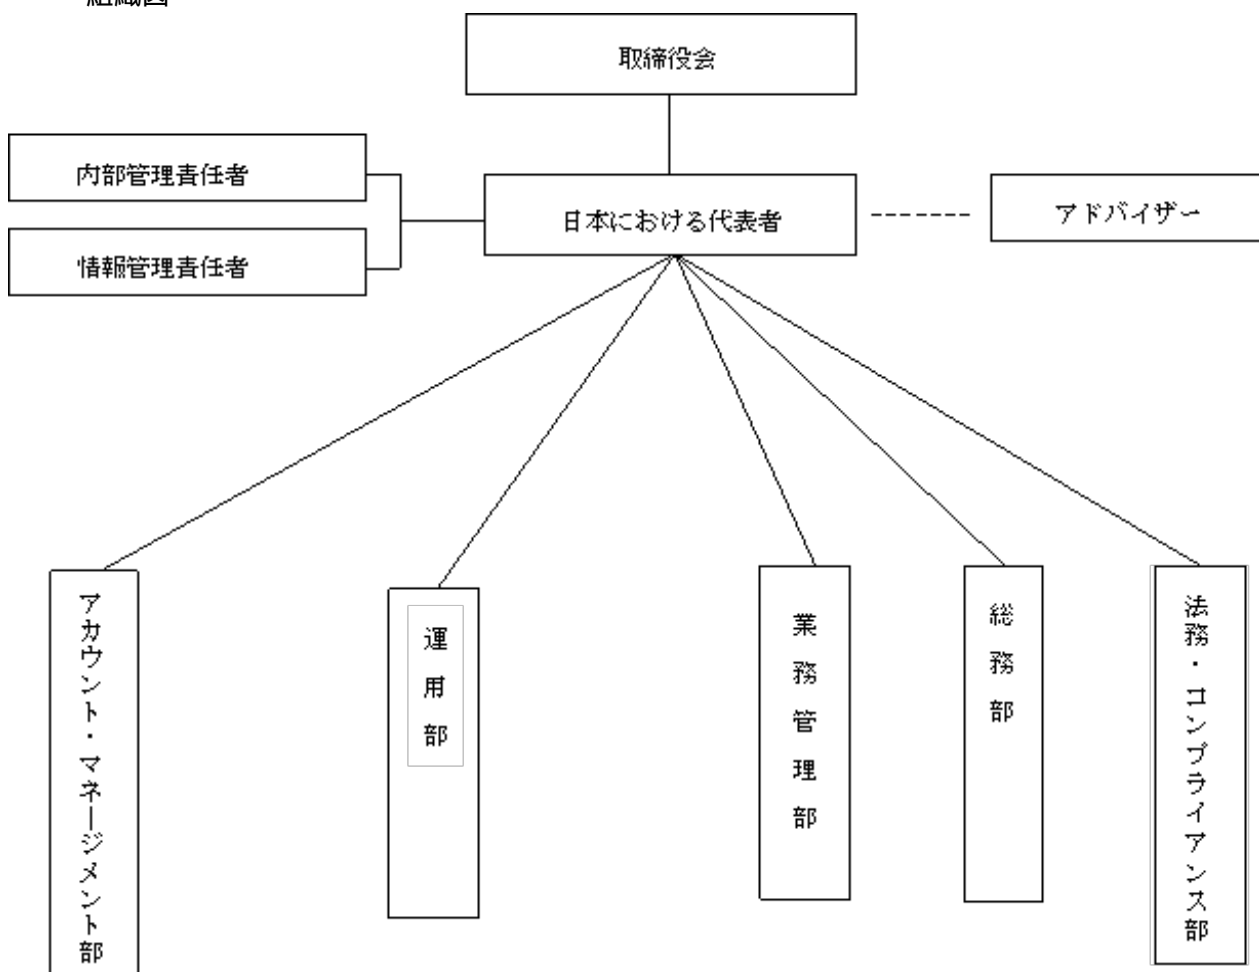 組織図
取締役会
内部管理責任者
日本における代表者
アドバイザー
情報管理責任者
アカウント・マネージメント部
運用部
業務管理部
総務部
法務・コンプライアンス部